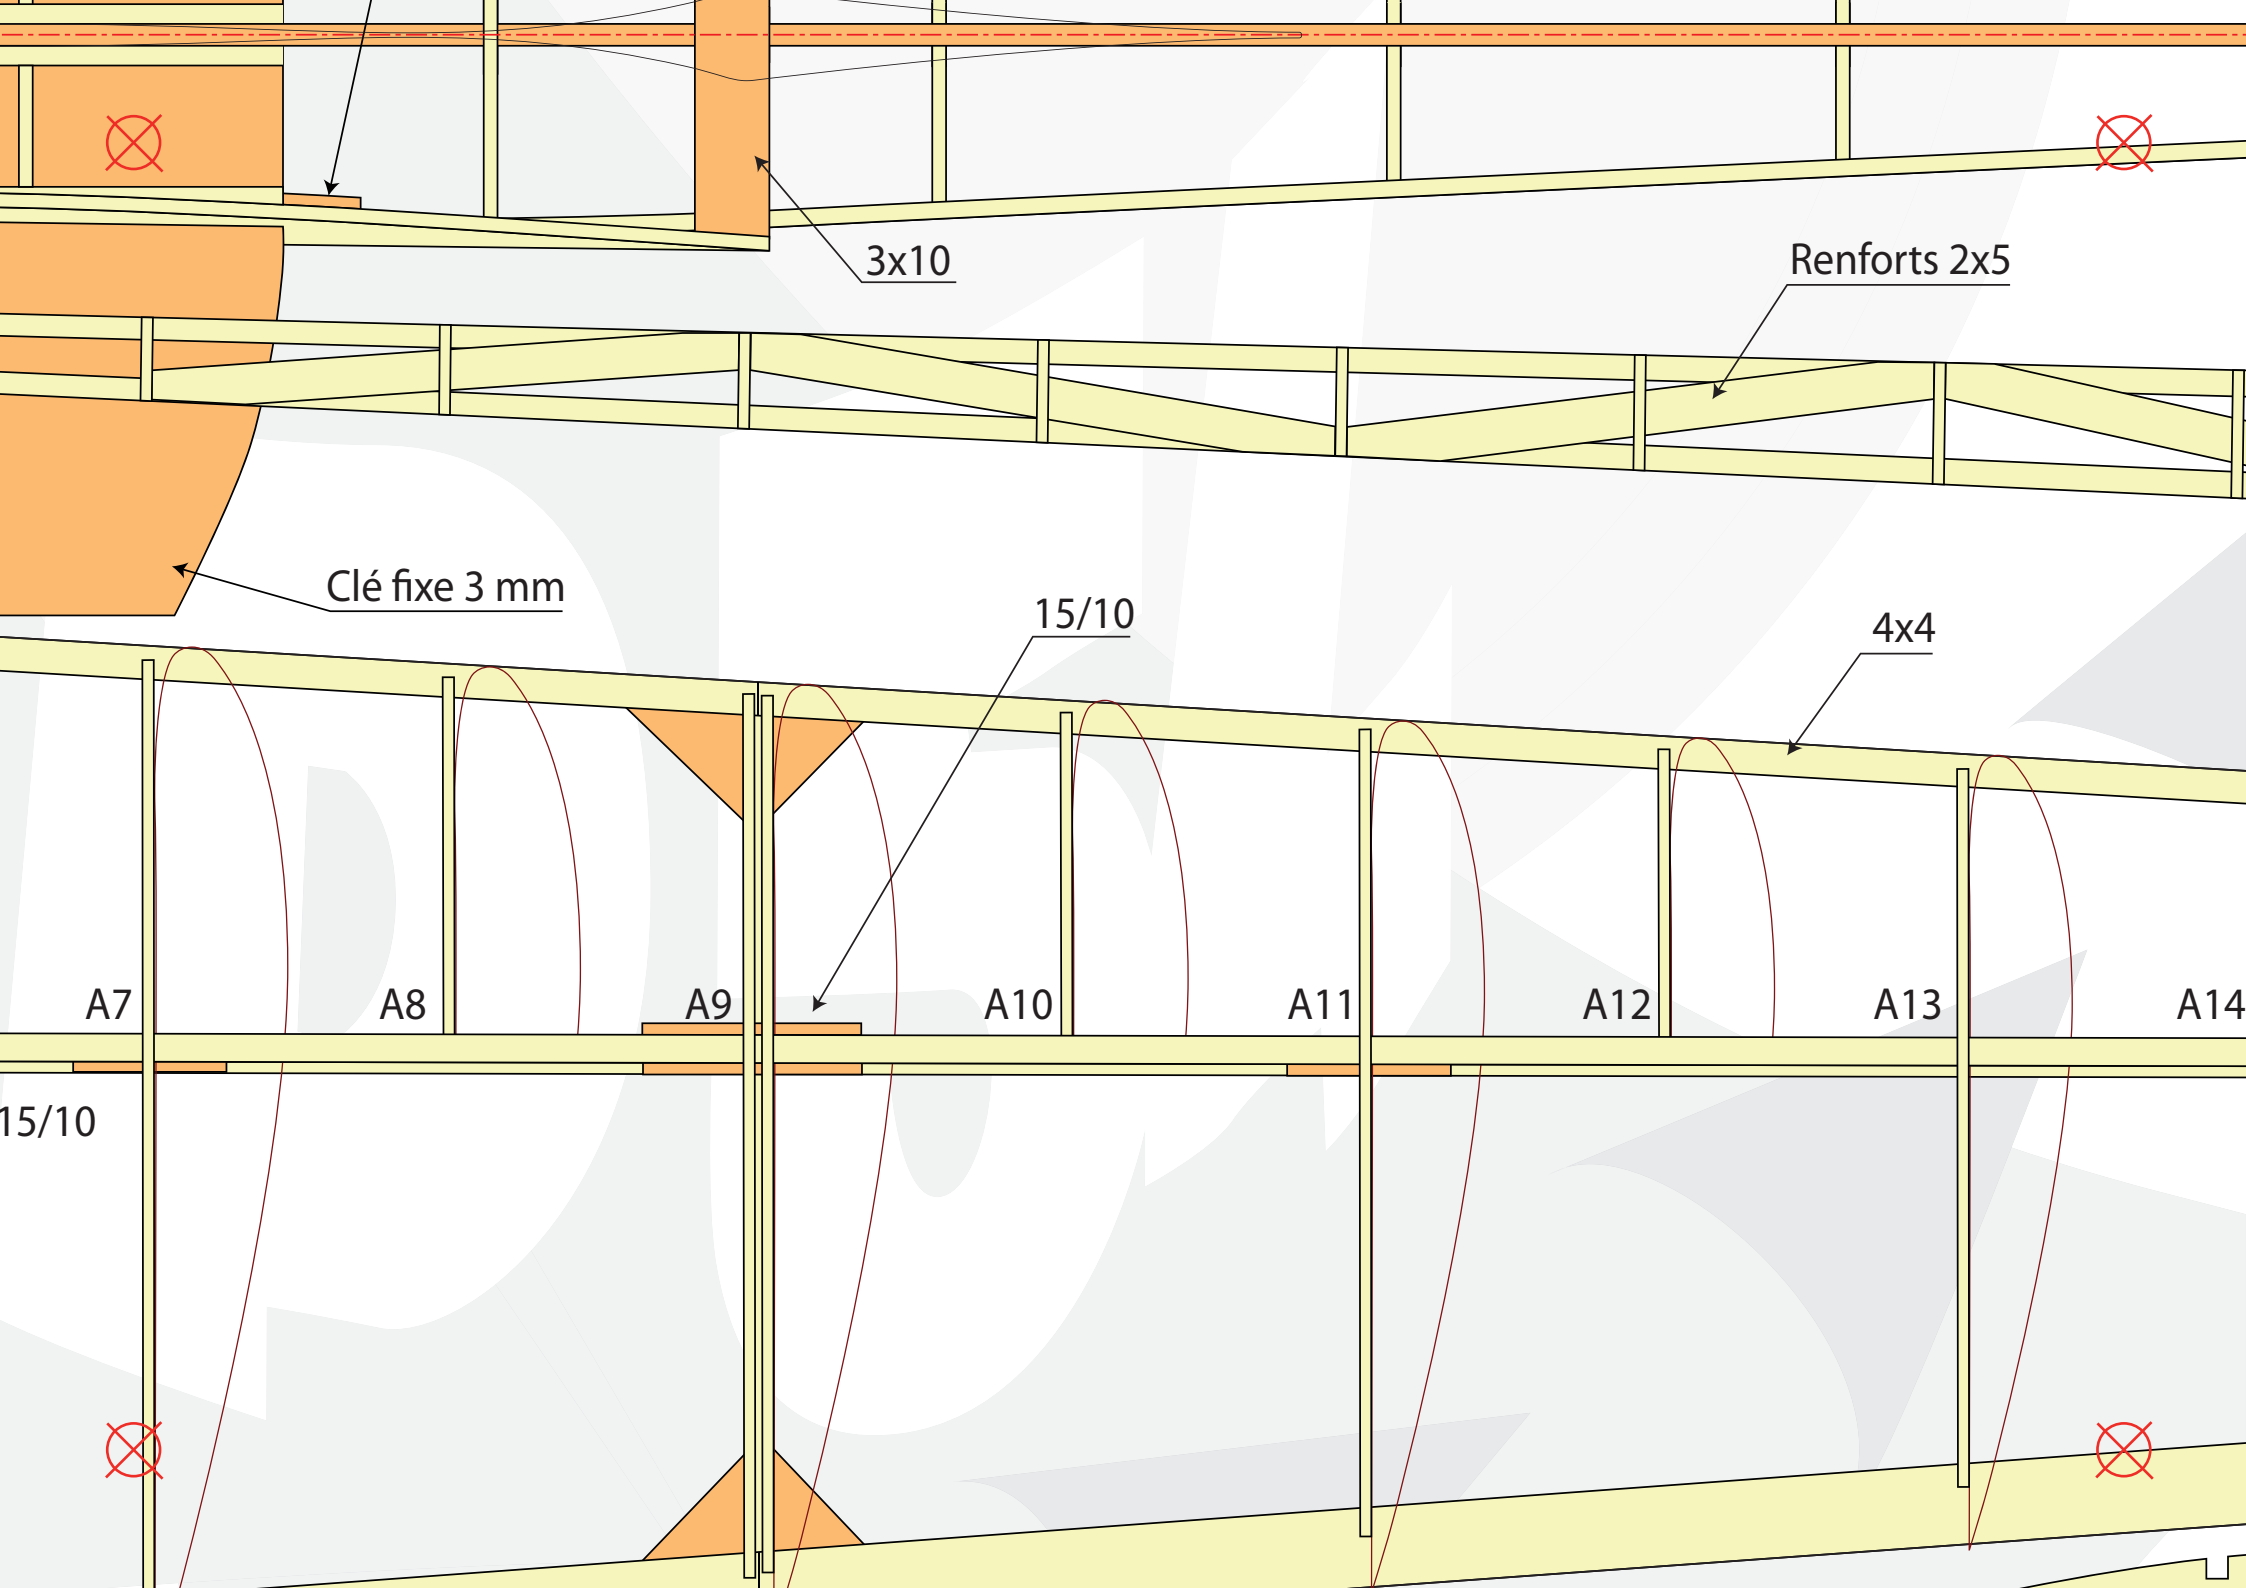 3x10
Renforts 2x5
Clé fixe 3 mm
15/10
4x4
A7
A8
A9
A10
A11
A12
A13
A14
15/10